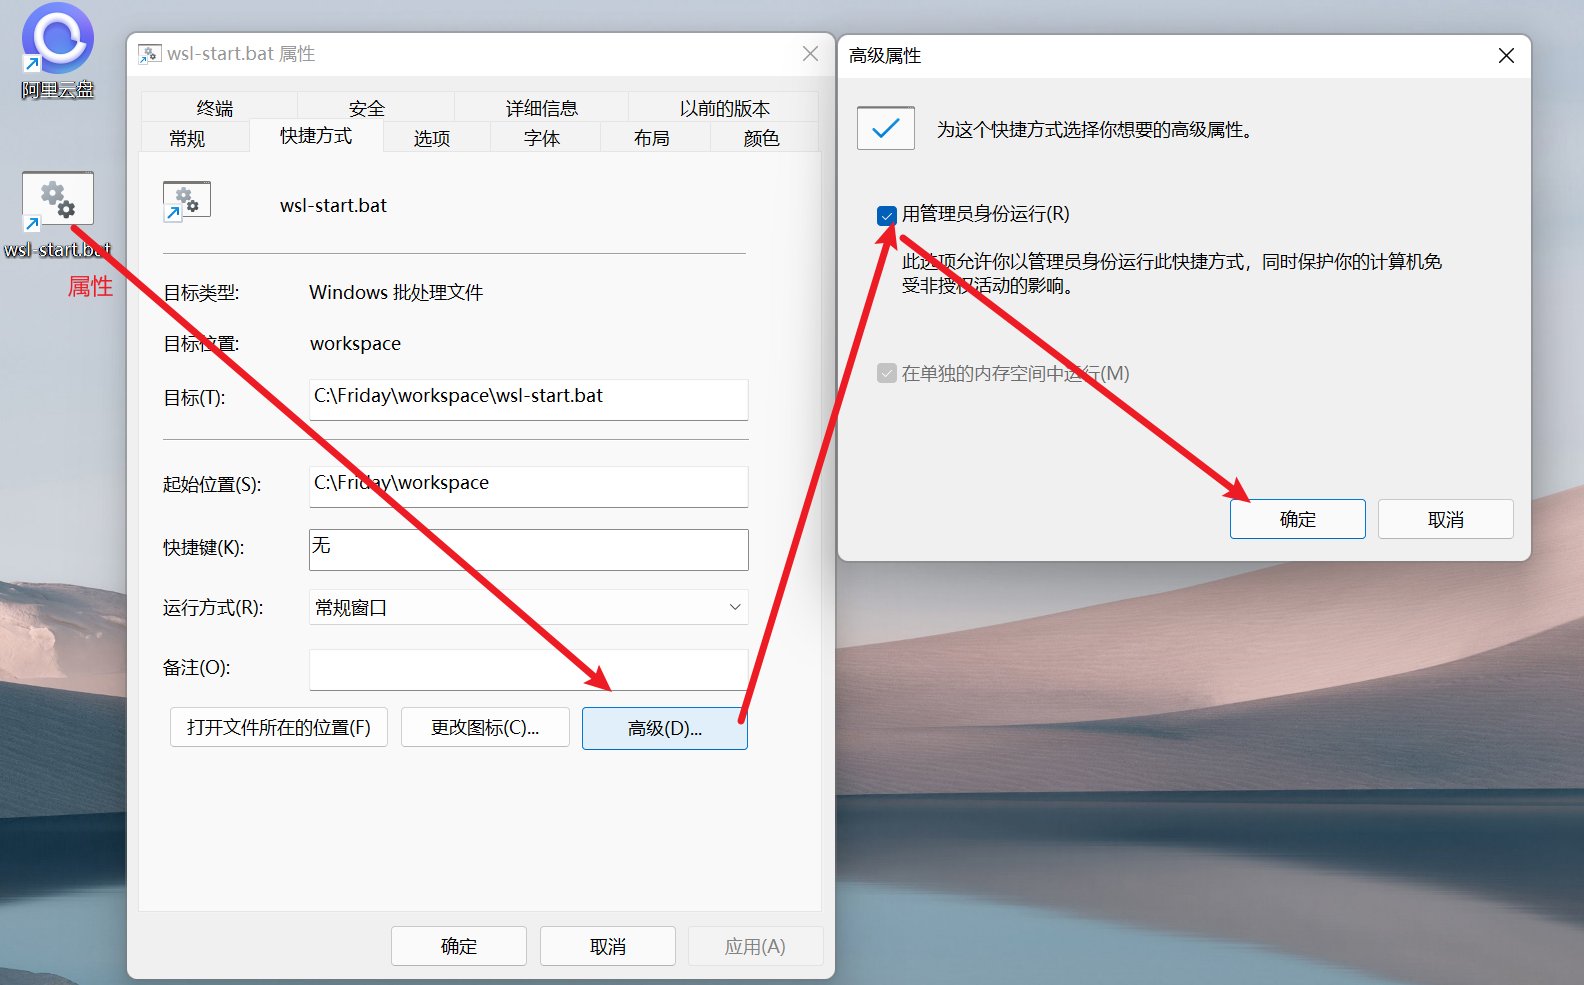 阿里云盘
wsl-start.bat
属性
wsl-start.bat 属性
终端
安全
详细信息
以前的版本
常规
快捷方式
选项
字体
布局
颜色
wsl-start.bat
目标类型:
Windows 批处理文件
目标位置:
workspace
目标(T):
C:\Friday\workspace\wsl-start.bat
起始位置(S):
C:\Friday\workspace
快捷键(K):
无
运行方式(R):
常规窗口
备注(O):
打开文件所在的位置(F)
更改图标(C)...
高级(D)...
确定
取消
应用(A)
高级属性
为这个快捷方式选择你想要的高级属性。
用管理员身份运行(R)
此选项允许你以管理员身份运行此快捷方式，同时保护你的计算机免
受非授权活动的影响。
在单独的内存空间中运行(M)
确定
取消